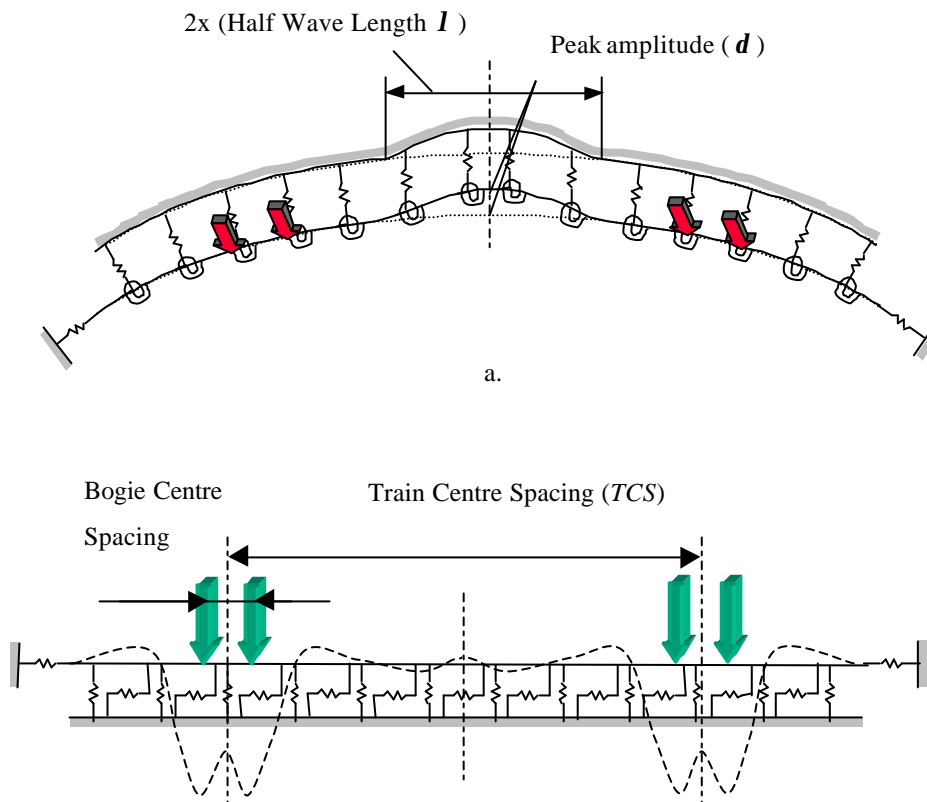 2x (Half Wave Length l )
Peak amplitude ( d )
a.
Bogie Centre
Spacing
Train Centre Spacing (TCS)